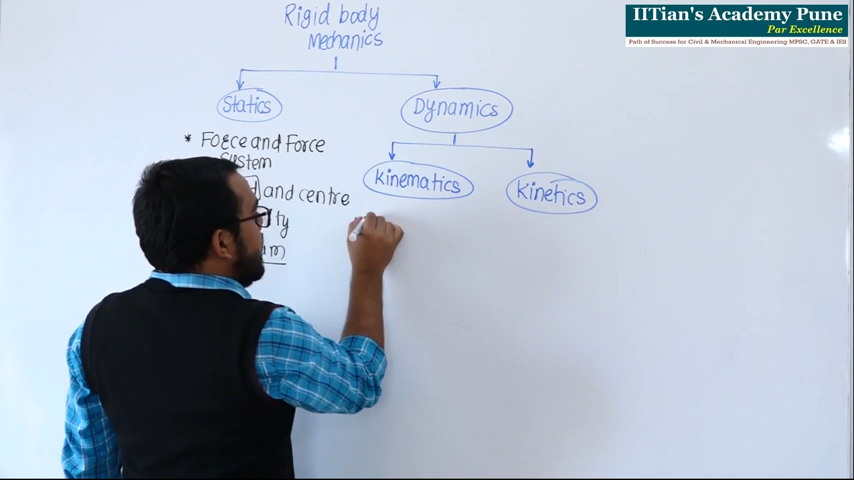 IITian's Academy Pune
Par Excellence
Path of Success for Civil & Mechanical Engineering MPSC, GATE & IES
Rigid body
Mechanics
Statics
Dynamics
* Force and Force
System
and centre
Kinematics
Kinetics